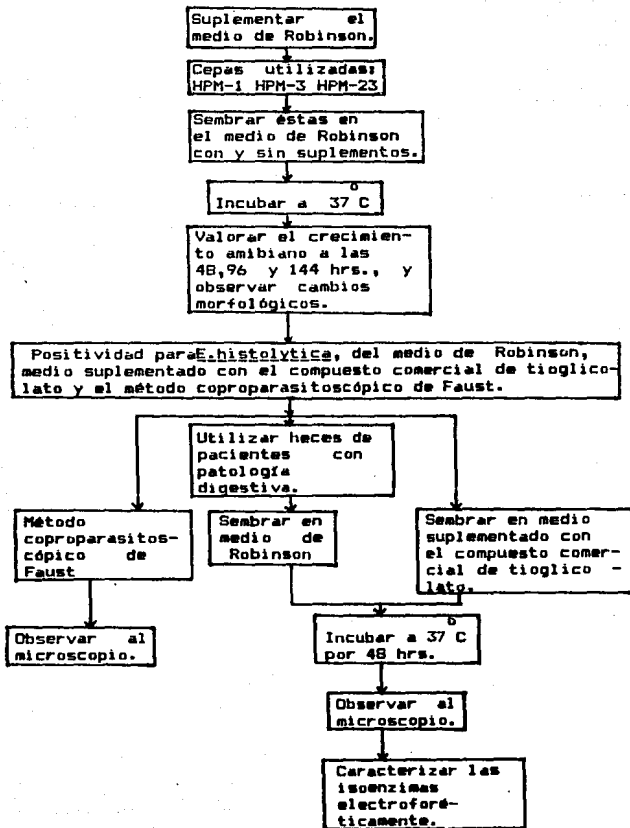 Suplementar el
medio de Robinson.
Cepas utilizadas:
HPM-1 HPM-3 HPM-23
Sembrar éstas en
el medio de Robinson
con y sin suplementos.
Incubar a 37°C
Valorar el crecimien-
to amibiano a las
48,96 y 144 hrs., y
observar cambios
morfológicos.
Positividad para E.histolytica, del medio de Robinson,
medio suplementado con el compuesto comercial de tioglico-
lato y el método coproparasitoscópico de Faust.
Utilizar heces de
pacientes con
patología
digestiva.
Método
coproparasitos-
cópico de
Faust
Sembrar en
medio de
Robinson
Sembrar en medio
suplementado con
el compuesto comer-
cial de tioglico -
lato.
Observar al
microscopio.
Incubar a 37°C
por 48 hrs.
Observar al
microscopio.
Caracterizar las
isoenzimas
electroforé-
ticamente.